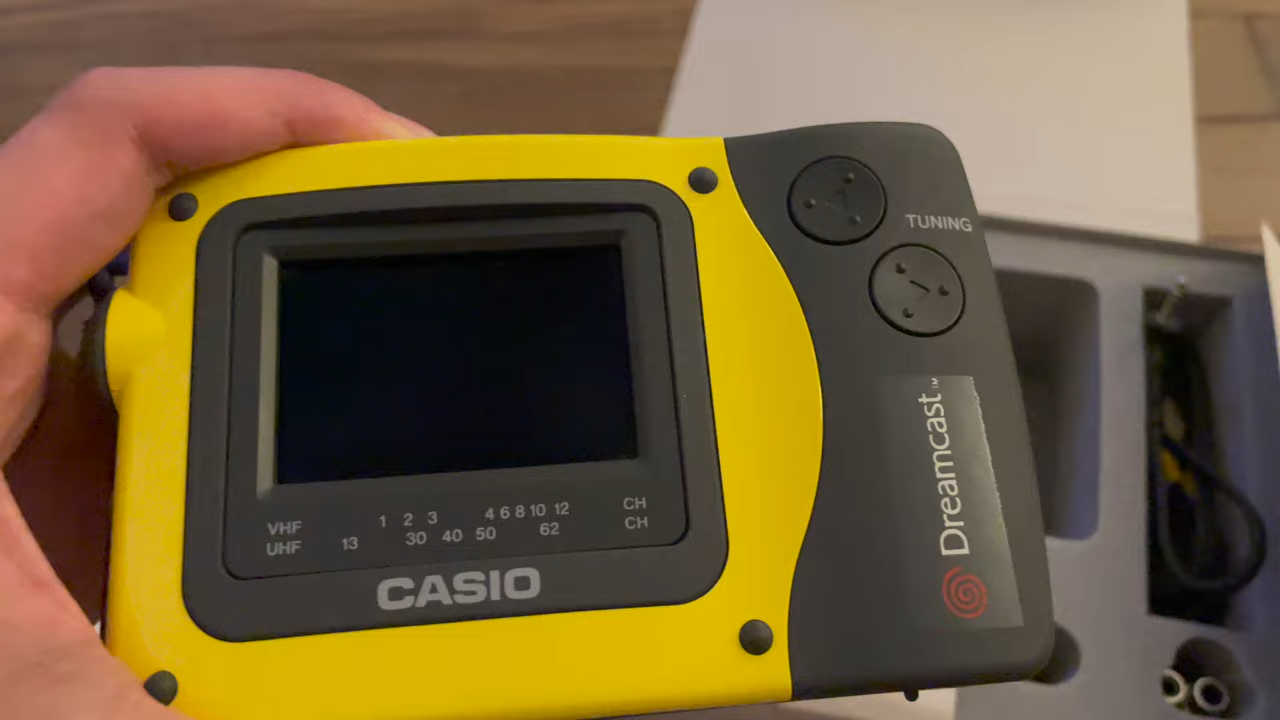 TUNING
VHF 1 2 3 4 6 8 10 12 CH
UHF 13 30 40 50 62 CH
CASIO
Dreamcast™